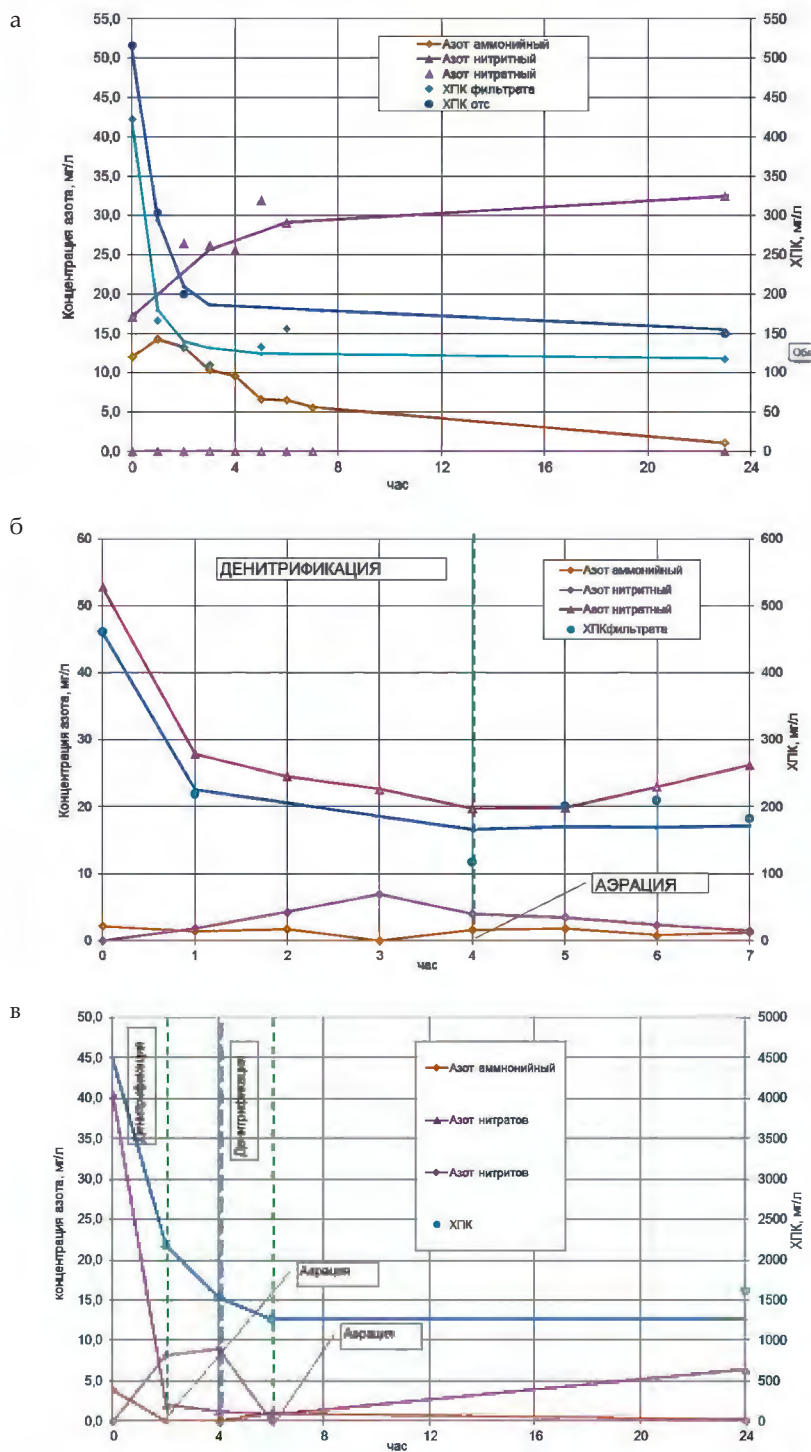 а
55,0
50,0
45,0
40,0
35,0
30,0
25,0
20,0
15,0
10,0
5,0
0,0
Концентрация азота, мг/л
Азот аммонийный
Азот нитритный
Азот нитратный
ХПК фильтрата
ХПК отс
550
500
450
400
350
300
250
200
150
100
50
0
ХПК, мг/л
0 4 8 12 16 20 24
час
б
60
50
40
30
20
10
0
Концентрация азота, мг/л
ДЕНИТРИФИКАЦИЯ
Азот аммонийный
Азот нитритный
Азот нитратный
ХПКфильтрата
АЭРАЦИЯ
600
500
400
300
200
100
0
ХПК, мг/л
0 1 2 3 4 5 6 7
час
в
50,0
45,0
40,0
35,0
30,0
25,0
20,0
15,0
10,0
5,0
0,0
концентрация азота, мг/л
Денитрификация
Азот аммнонийный
Азот нитратов
Азот нитритов
ХПК
Аэрация
Аэрация
5000
4500
4000
3500
3000
2500
2000
1500
1000
500
0
ХПК, мг/л
0 4 8 12 16 20 24
час